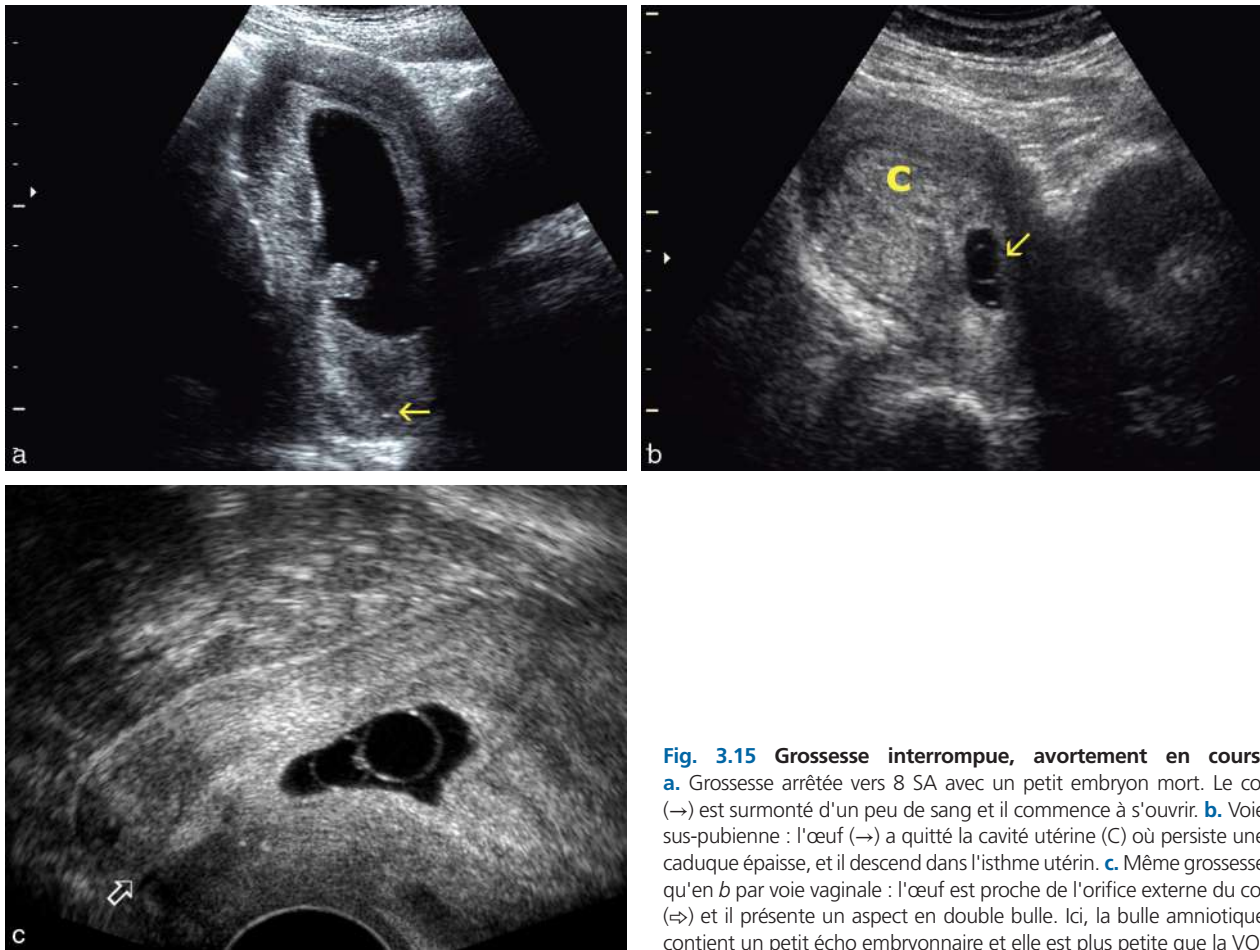 C
a
b
c
Fig. 3.15 Grossesse interrompue, avortement en cours
a. Grossesse arrêtée vers 8 SA avec un petit embryon mort. Le co
(→) est surmonté d'un peu de sang et il commence à s'ouvrir. b. Voie
sus-pubienne : l'œuf (→) a quitté la cavité utérine (C) où persiste une
caduque épaisse, et il descend dans l'isthme utérin. c. Même grossesse
qu'en b par voie vaginale : l'œuf est proche de l'orifice externe du co
(⇨) et il présente un aspect en double bulle. Ici, la bulle amniotique
contient un petit écho embryonnaire et elle est plus petite que la VO